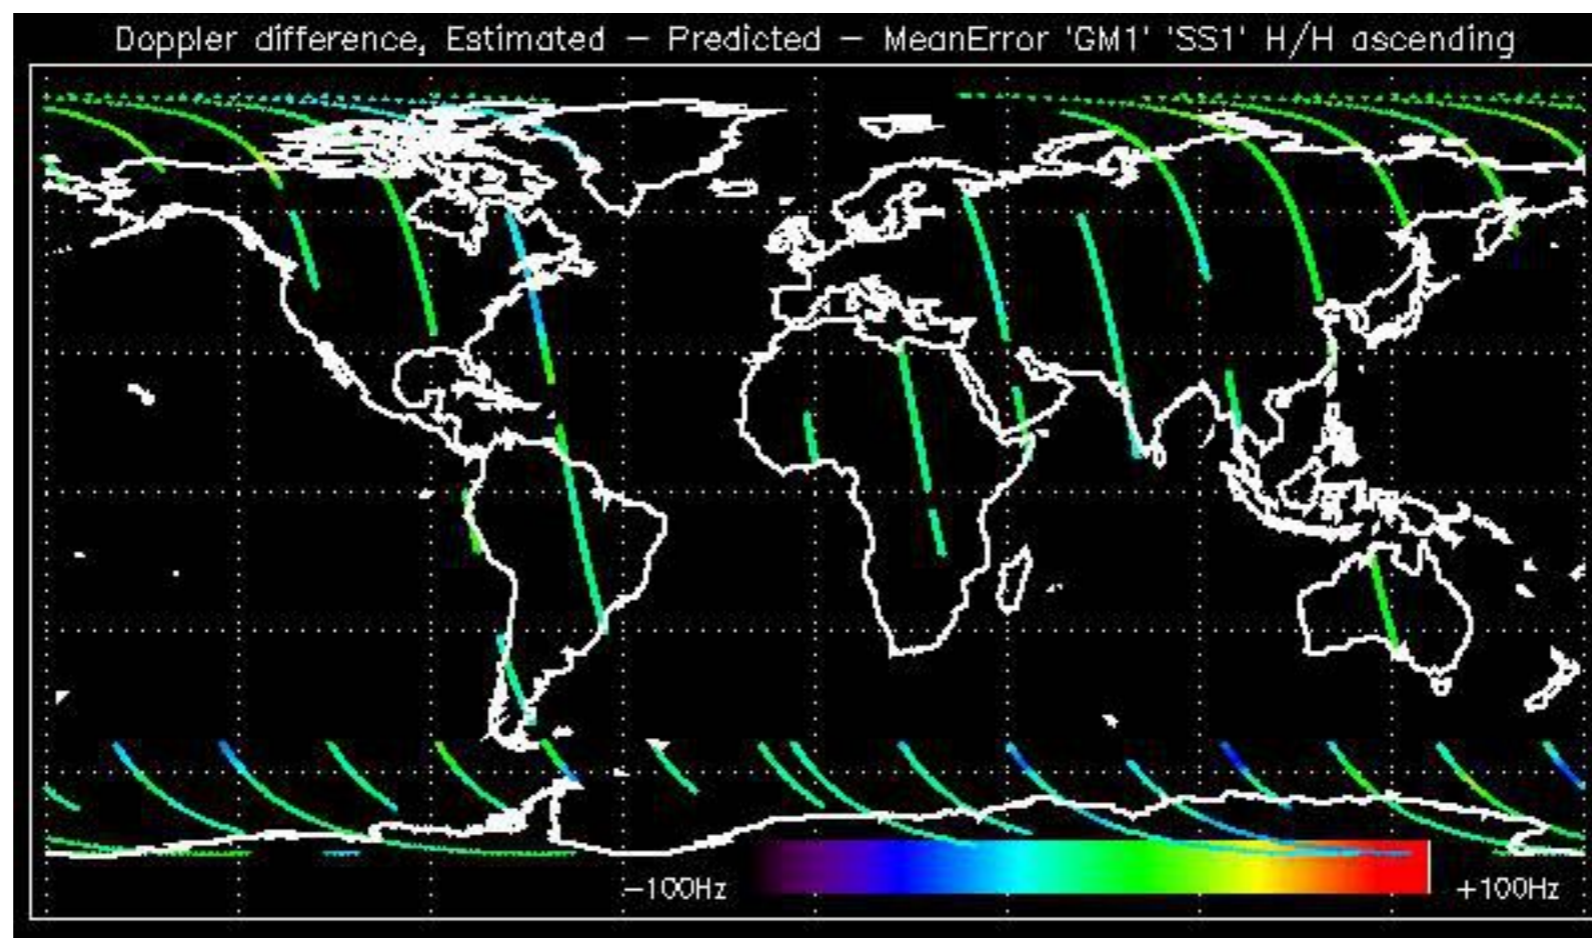 Doppler difference, Estimated – Predicted – MeanError 'GM1' 'SS1' H/H ascending
–100Hz
+100Hz